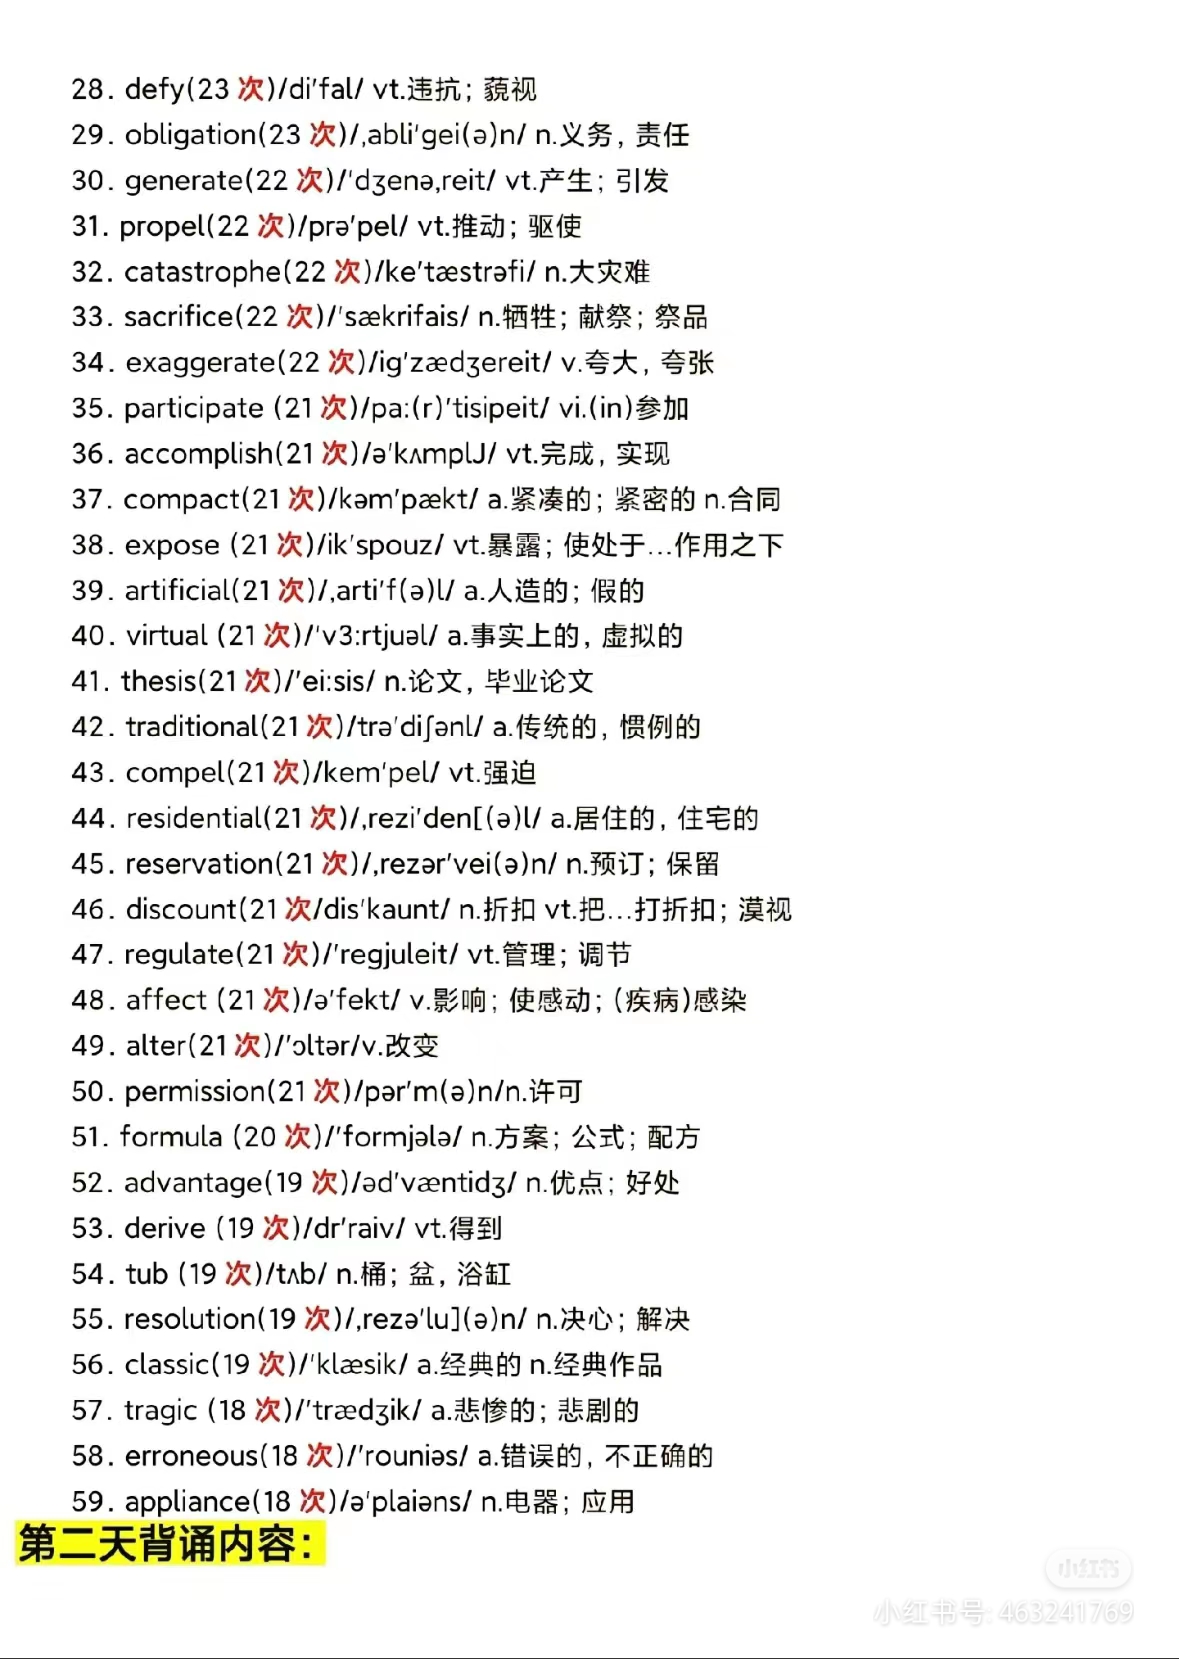 28. defy(23 次)/di'fal/ vt.违抗；藐视
29. obligation(23 次)/,abli'gei(ə)n/ n.义务，责任
30. generate(22 次)/'dʒenə,reit/ vt.产生；引发
31. propel(22 次)/prə'pel/ vt.推动；驱使
32. catastrophe(22 次)/ke'tæstrəfi/ n.大灾难
33. sacrifice(22 次)/'sækrifais/ n.牺牲；献祭；祭品
34. exaggerate(22 次)/ig'zædʒereit/ v.夸大，夸张
35. participate (21 次)/pa:(r)'tisipeit/ vi.(in)参加
36. accomplish(21 次)/ə'kʌmplJ/ vt.完成，实现
37. compact(21 次)/kəm'pækt/ a.紧凑的；紧密的 n.合同
38. expose (21 次)/ik'spouz/ vt.暴露；使处于...作用之下
39. artificial(21 次)/,arti'f(ə)l/ a.人造的；假的
40. virtual (21 次)/'v3:rtjuəl/ a.事实上的，虚拟的
41. thesis(21 次)/'ei:sis/ n.论文，毕业论文
42. traditional(21 次)/trə'diʃənl/ a.传统的，惯例的
43. compel(21 次)/kem'pel/ vt.强迫
44. residential(21 次)/,rezi'den[(ə)l/ a.居住的，住宅的
45. reservation(21 次)/,rezər'vei(ə)n/ n.预订；保留
46. discount(21 次/dis'kaunt/ n.折扣 vt.把...打折扣；漠视
47. regulate(21 次)/'regjuleit/ vt.管理；调节
48. affect (21 次)/ə'fekt/ v.影响；使感动；(疾病)感染
49. alter(21 次)/'ɔltər/v.改变
50. permission(21 次)/pər'm(ə)n/n.许可
51. formula (20 次)/'formjələ/ n.方案；公式；配方
52. advantage(19 次)/əd'væntidʒ/ n.优点；好处
53. derive (19 次)/dr'raiv/ vt.得到
54. tub (19 次)/tʌb/ n.桶；盆，浴缸
55. resolution(19 次)/,rezə'lu](ə)n/ n.决心；解决
56. classic(19 次)/'klæsik/ a.经典的 n.经典作品
57. tragic (18 次)/'trædʒik/ a.悲惨的；悲剧的
58. erroneous(18 次)/'rouniəs/ a.错误的，不正确的
59. appliance(18 次)/ə'plaiəns/ n.电器；应用
第二天背诵内容：
小红书
小红书号: 463241769